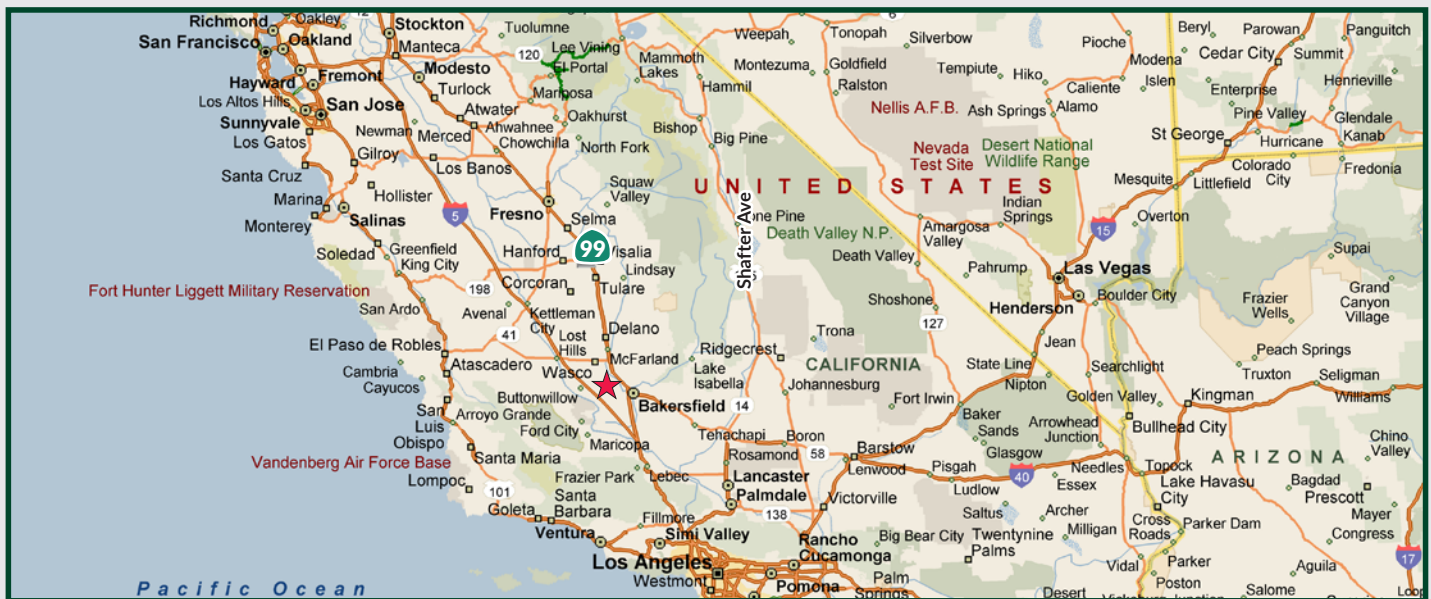 Richmond
Oakley
12
Stockton
Tuolumne
6
Weepah
Tonopah
Silverbow
Pioche
Beryl
Parowan
Panguitch
San Francisco
Oakland
Manteca
120
Lee Vining
Mammoth
Lakes
Montezuma
Goldfield
Ralston
Tempiute
Hiko
Modena
Cedar City
Summit
Hayward
Fremont
Modesto
Turlock
El Portal
Mariposa
Hammil
Caliente
Islen
Enterprise
Henrieville
Los Altos Hills
San Jose
Atwater
Oakhurst
Nellis A.F.B.
Ash Springs
Alamo
Pine Valley
Glendale
Sunnyvale
Los Gatos
Newman
Merced
Ahwahnee
Chowchilla
North Fork
Bishop
Big Pine
Nevada
Test Site
Desert National
Wildlife Range
St George
Hurricane
Kanab
Gilroy
Los Banos
Santa Cruz
Hollister
Squaw
Valley
UNITED STATES
Mesquite
Littlefield
Colorado
City
Fredonia
Marina
Monterey
Salinas
5
Fresno
Selma
Shafter Ave
one Pine
Death Valley N.P.
Indian
Springs
Amargosa
Valley
15
Overton
Soledad
Greenfield
King City
Hanford
99
Visalia
Lindsay
Death Valley
Pahrump
Las Vegas
Supai
Fort Hunter Liggett Military Reservation
198
Corcoran
Tulare
Shoshone
Henderson
Boulder City
Frazier
Wells
Grand
Canyon
Village
San Ardo
Avenal
Kettleman
City
41
Lost
Hills
Delano
127
Trona
Jean
El Paso de Robles
Atascadero
McFarland
Ridgecrest
CALIFORNIA
State Line
Searchlight
Peach Springs
Cambria
Cayucos
Wasco
Lake
Isabella
Johannesburg
Nipton
Truxton
Seligman
Buttonwillow
Bakersfield
14
Fort Irwin
Golden Valley
Kingman
Williams
San
Luis
Obispo
Arroyo Grande
Ford City
Maricopa
Tehachapi
Boron
Baker
Sands
Glasgow
Arrowhead
Junction
Bullhead City
Chino
Valley
Vandenberg Air Force Base
Santa Maria
Rosamond
58
Barstow
Lenwood
Pisgah
40
Needles
Topock
ARIZONA
Lompoc
101
Frazier Park
Lebec
Lancaster
Palmdale
Victorville
Ludlow
Essex
Lake Havasu
City
Bagdad
Prescott
Goleta
Santa
Barbara
Fillmore
138
Saltus
Archer
Milligan
Cross
Roads
Parker Dam
Mayer
Congress
Ventura
Simi Valley
Rancho
Cucamonga
Big Bear City
Twentynine
Palms
Vidal
Parker
17
Los Angeles
Westmont
Pomona
Palm
Springs
Desert
Poston
Aguila
Salome
Pacific Ocean